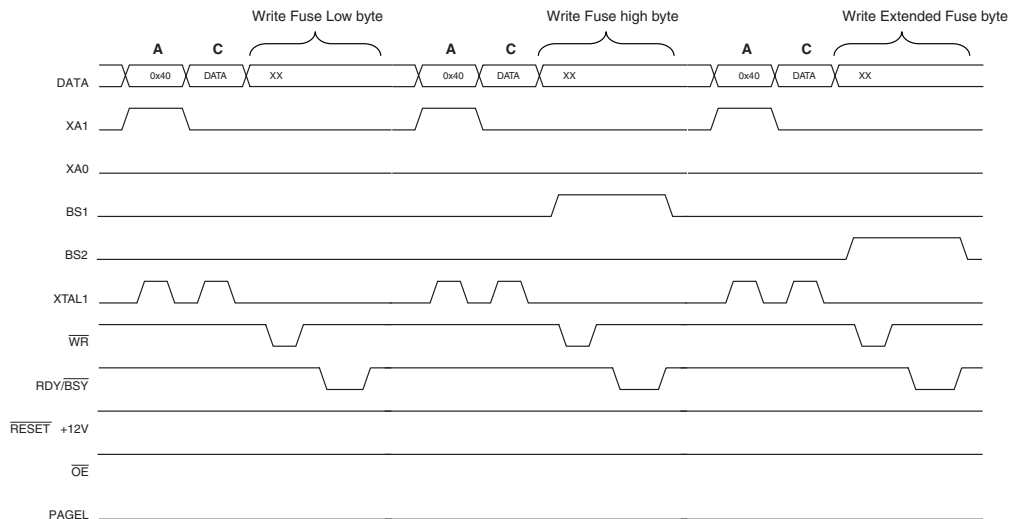 Write Fuse Low byte Write Fuse high byte Write Extended Fuse byte
A C A C A C
DATA 0x40 DATA XX 0x40 DATA XX 0x40 DATA XX
XA1
XA0
BS1
BS2
XTAL1
WR
RDY/BSY
RESET +12V
OE
PAGEL